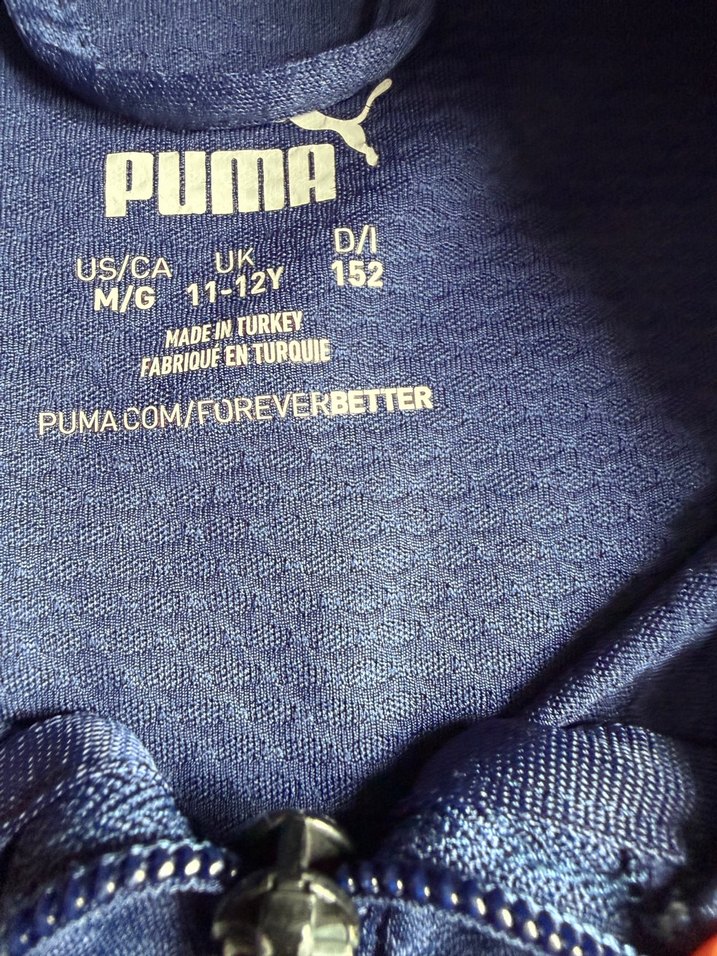 PUMA
US/CA UK D/I
M/G 11-12Y 152
MADE IN TURKEY
FABRIQUÉ EN TURQUIE
PUMA.COM/FOREVERBETTER